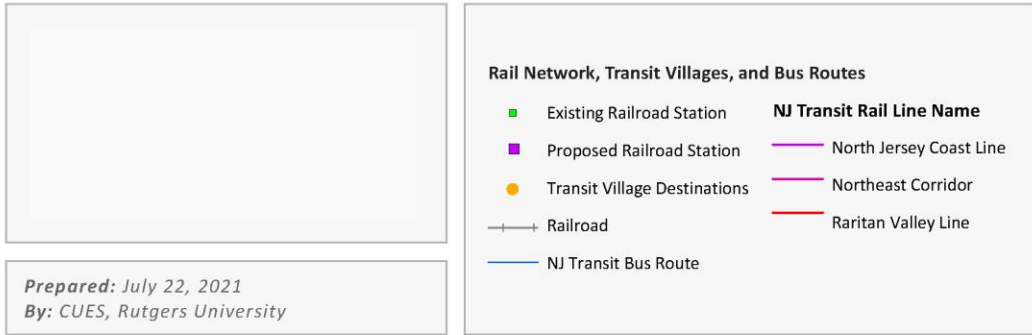 Prepared: July 22, 2021
By: CUES, Rutgers University
Rail Network, Transit Villages, and Bus Routes
Existing Railroad Station
Proposed Railroad Station
Transit Village Destinations
Railroad
NJ Transit Bus Route
NJ Transit Rail Line Name
North Jersey Coast Line
Northeast Corridor
Raritan Valley Line